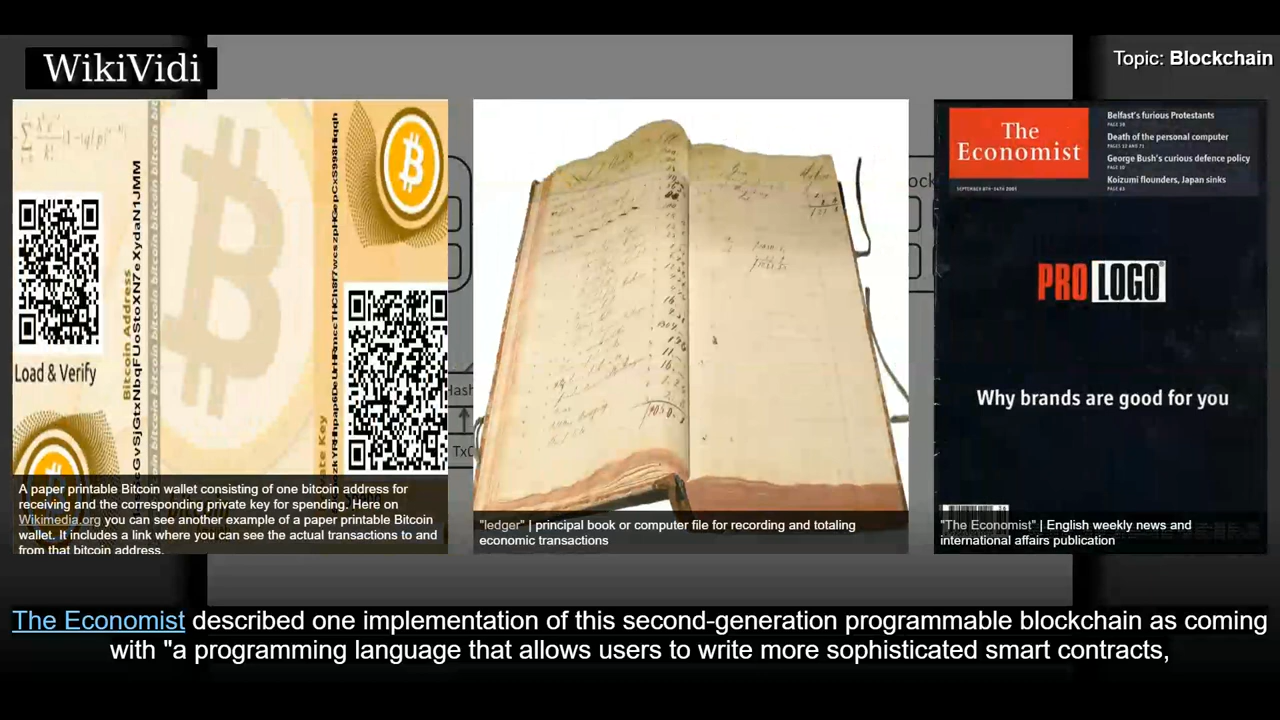 WikiVidi
Topic: Blockchain
Load & Verify
Bitcoin Address
The
Economist
SEPTEMBER 8TH-14TH 2001
Belfast's furious Protestants
Death of the personal computer
George Bush's curious defence policy
Koizumi flounders, Japan sinks
PRO LOGO
Why brands are good for you
Hash
A paper printable Bitcoin wallet consisting of one bitcoin address for
receiving and the corresponding private key for spending. Here on
Wikimedia.org you can see another example of a paper printable Bitcoin
wallet. It includes a link where you can see the actual transactions to and
from that bitcoin address.
"ledger" | principal book or computer file for recording and totaling
economic transactions
"The Economist" | English weekly news and
international affairs publication
The Economist described one implementation of this second-generation programmable blockchain as coming
with "a programming language that allows users to write more sophisticated smart contracts,